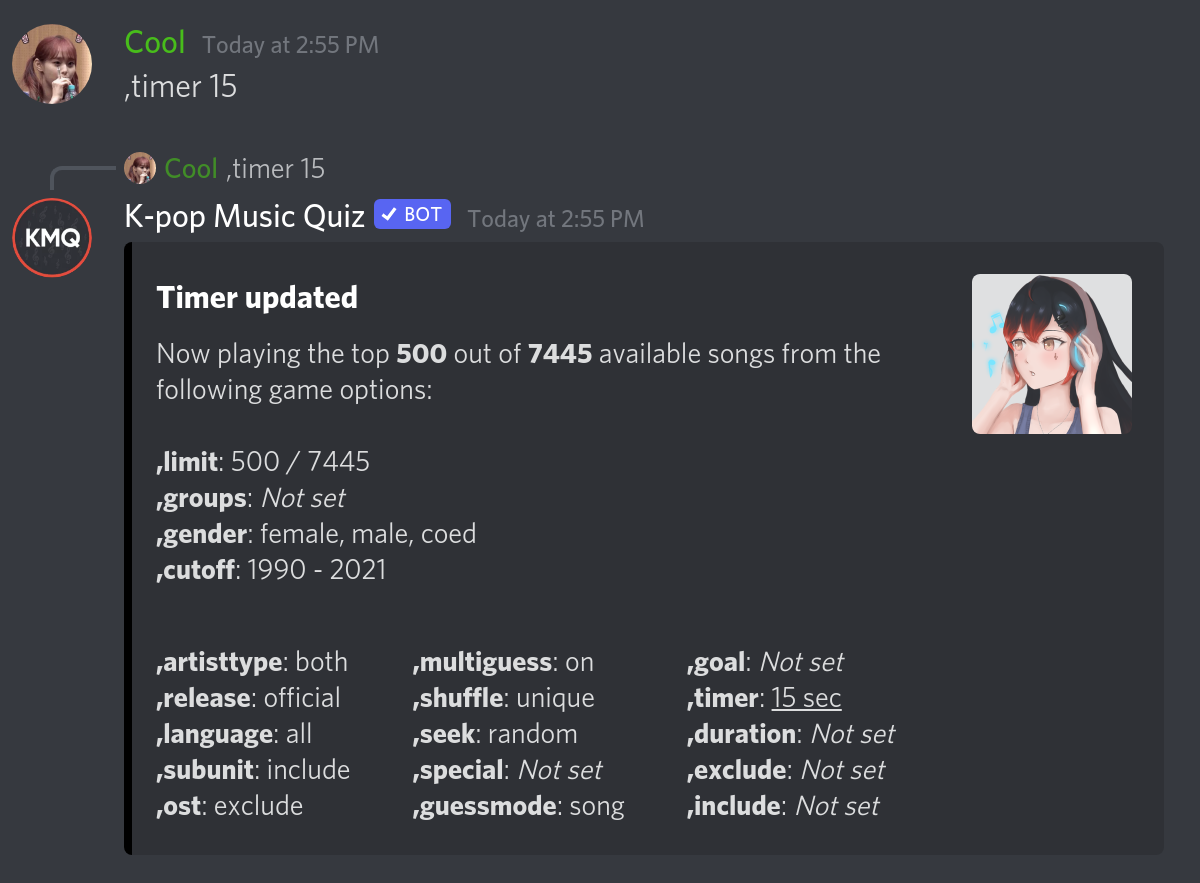 Cool Today at 2:55 PM
,timer 15
Cool ,timer 15
KMQ
K-pop Music Quiz BOT Today at 2:55 PM
Timer updated
Now playing the top 500 out of 7445 available songs from the
following game options:
,limit: 500 / 7445
,groups: Not set
,gender: female, male, coed
,cutoff: 1990 - 2021
,artisttype: both ,multiguess: on ,goal: Not set
,release: official ,shuffle: unique ,timer: 15 sec
,language: all ,seek: random ,duration: Not set
,subunit: include ,special: Not set ,exclude: Not set
,ost: exclude ,guessmode: song ,include: Not set